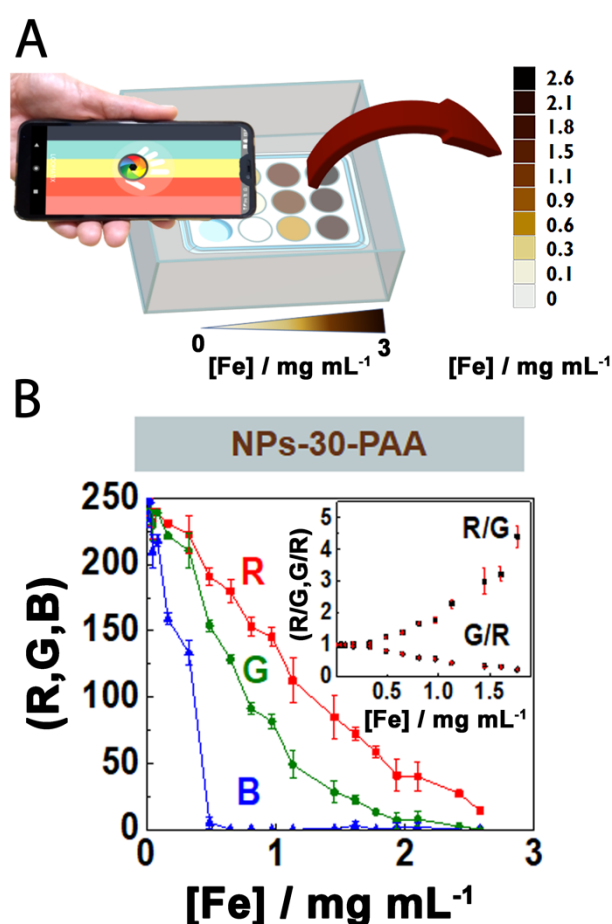 A
2.6
2.1
1.8
1.5
1.1
0.9
0.6
0.3
0.1
0
0 3
[Fe] / mg mL⁻¹ [Fe] / mg mL⁻¹
B
NPs-30-PAA
250
200
150
100
50
0
(R,G,B)
R
G
B
0 1 2 3
[Fe] / mg mL⁻¹
5
4
3
2
1
0
(R/G,G/R)
R/G
G/R
0.5 1.0 1.5
[Fe] / mg mL⁻¹